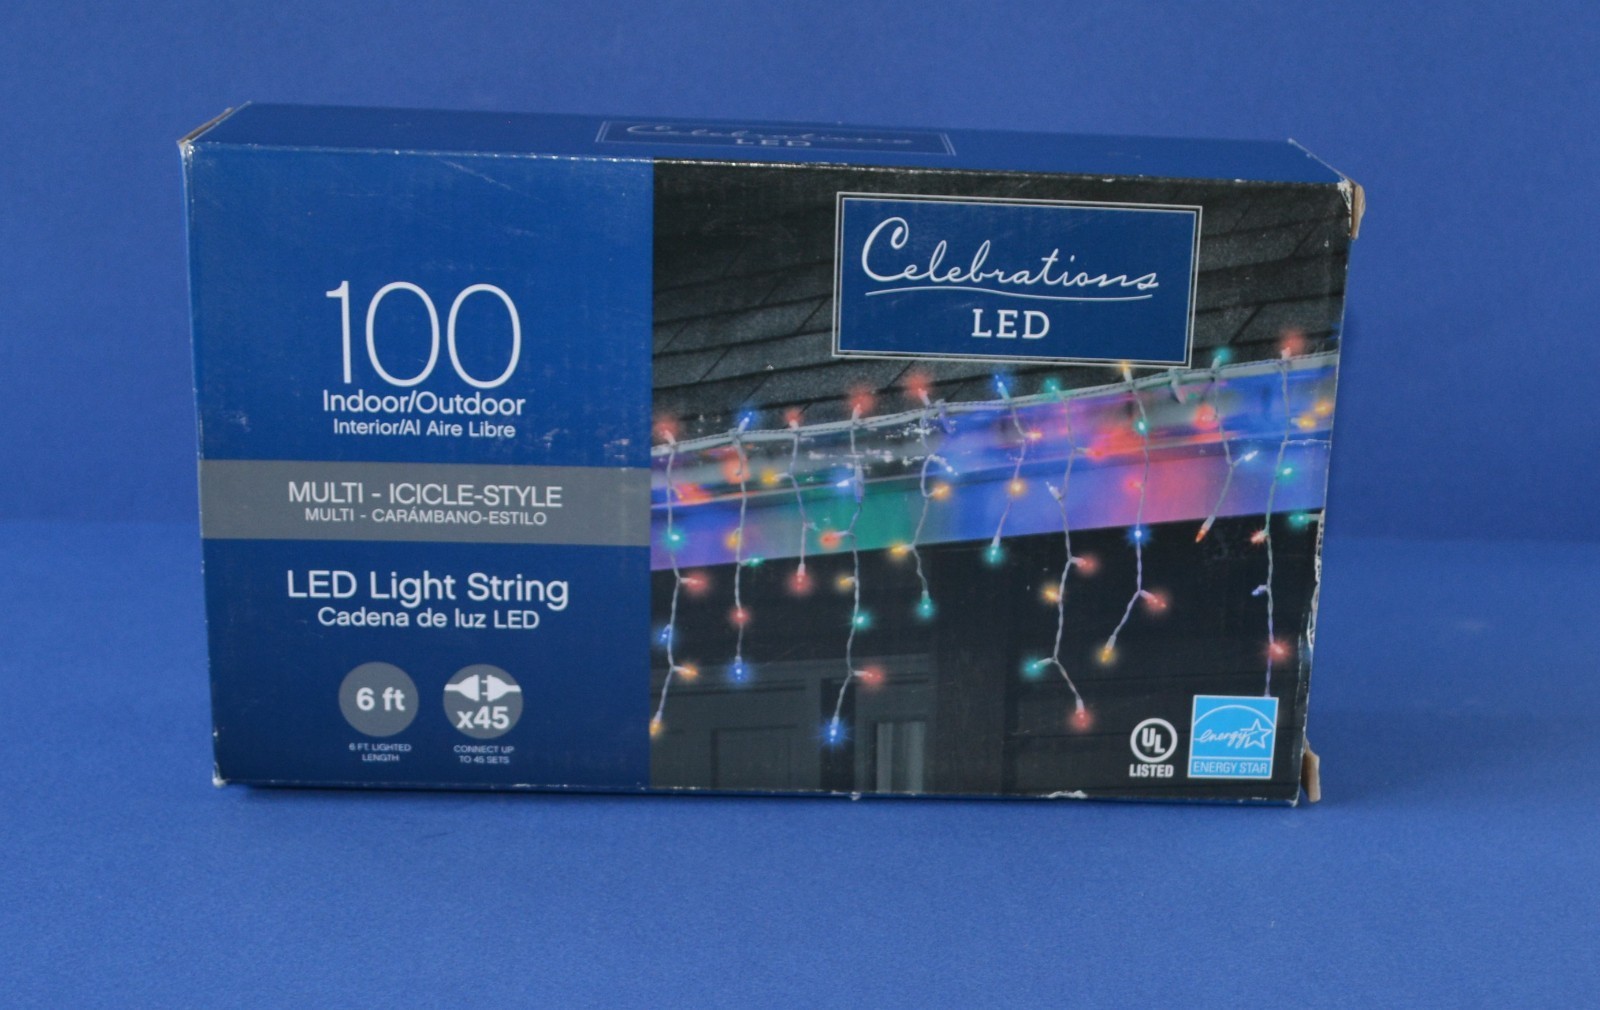 Celebrations
LED
100
Indoor/Outdoor
Interior/Al Aire Libre
MULTI - ICICLE-STYLE
MULTI - CARÁMBANO-ESTILO
LED Light String
Cadena de luz LED
6 ft
6 FT. LIGHTED
LENGTH
x45
CONNECT UP
TO 45 SETS
Celebrations
LED
UL
LISTED
energy
ENERGY STAR